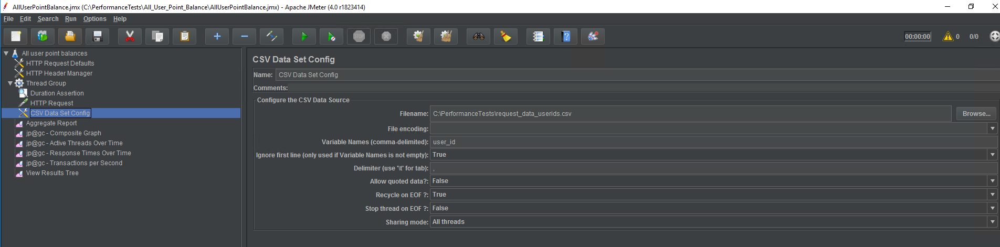 AllUserPointBalance.jmx (C:\PerformanceTests\All_User_Point_Balance\AllUserPointBalance.jmx) - Apache JMeter (4.0 r1823414)
File Edit Search Run Options Help
00:00:00 0 0/0
All user point balances
HTTP Request Defaults
HTTP Header Manager
Thread Group
Duration Assertion
HTTP Request
CSV Data Set Config
Aggregate Report
jp@gc - Composite Graph
jp@gc - Active Threads Over Time
jp@gc - Response Times Over Time
jp@gc - Transactions per Second
View Results Tree
CSV Data Set Config
Name: CSV Data Set Config
Comments:
Configure the CSV Data Source
Filename: C:\PerformanceTests\request_data_userids.csv Browse...
File encoding:
Variable Names (comma-delimited): user_id
Ignore first line (only used if Variable Names is not empty): True
Delimiter (use '\t' for tab): ,
Allow quoted data?: False
Recycle on EOF ?: True
Stop thread on EOF ?: False
Sharing mode: All threads